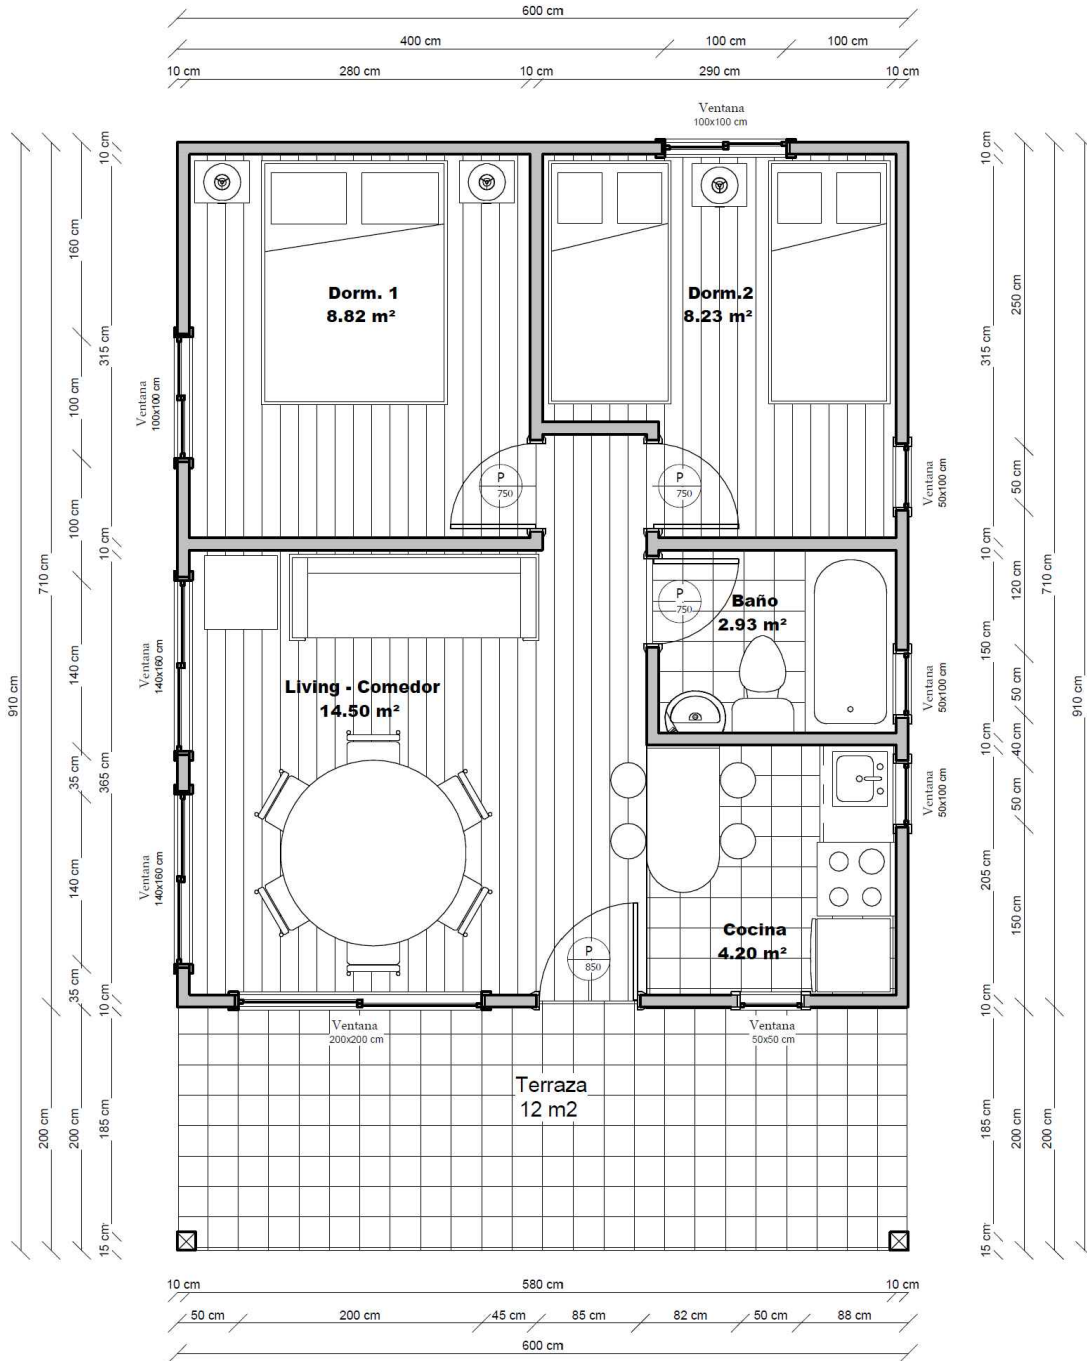 600 cm
400 cm
100 cm
100 cm
10 cm
280 cm
10 cm
290 cm
10 cm
Ventana
100x100 cm
10 cm
160 cm
315 cm
100 cm
100 cm
10 cm
710 cm
910 cm
140 cm
35 cm
365 cm
140 cm
35 cm
10 cm
200 cm
200 cm
185 cm
15 cm
Ventana
100x100 cm
Ventana
140x160 cm
Ventana
140x160 cm
Dorm. 1
8.82 m²
Dorm.2
8.23 m²
P
750
P
750
P
750
Baño
2.93 m²
Living - Comedor
14.50 m²
Cocina
4.20 m²
P
850
Ventana
200x200 cm
Ventana
50x50 cm
Terraza
12 m2
Ventana
50x100 cm
Ventana
50x100 cm
Ventana
50x100 cm
10 cm
250 cm
315 cm
50 cm
10 cm
120 cm
710 cm
150 cm
50 cm
910 cm
10 cm
40 cm
50 cm
205 cm
150 cm
10 cm
185 cm
200 cm
200 cm
15 cm
10 cm
580 cm
10 cm
50 cm
200 cm
45 cm
85 cm
82 cm
50 cm
88 cm
600 cm